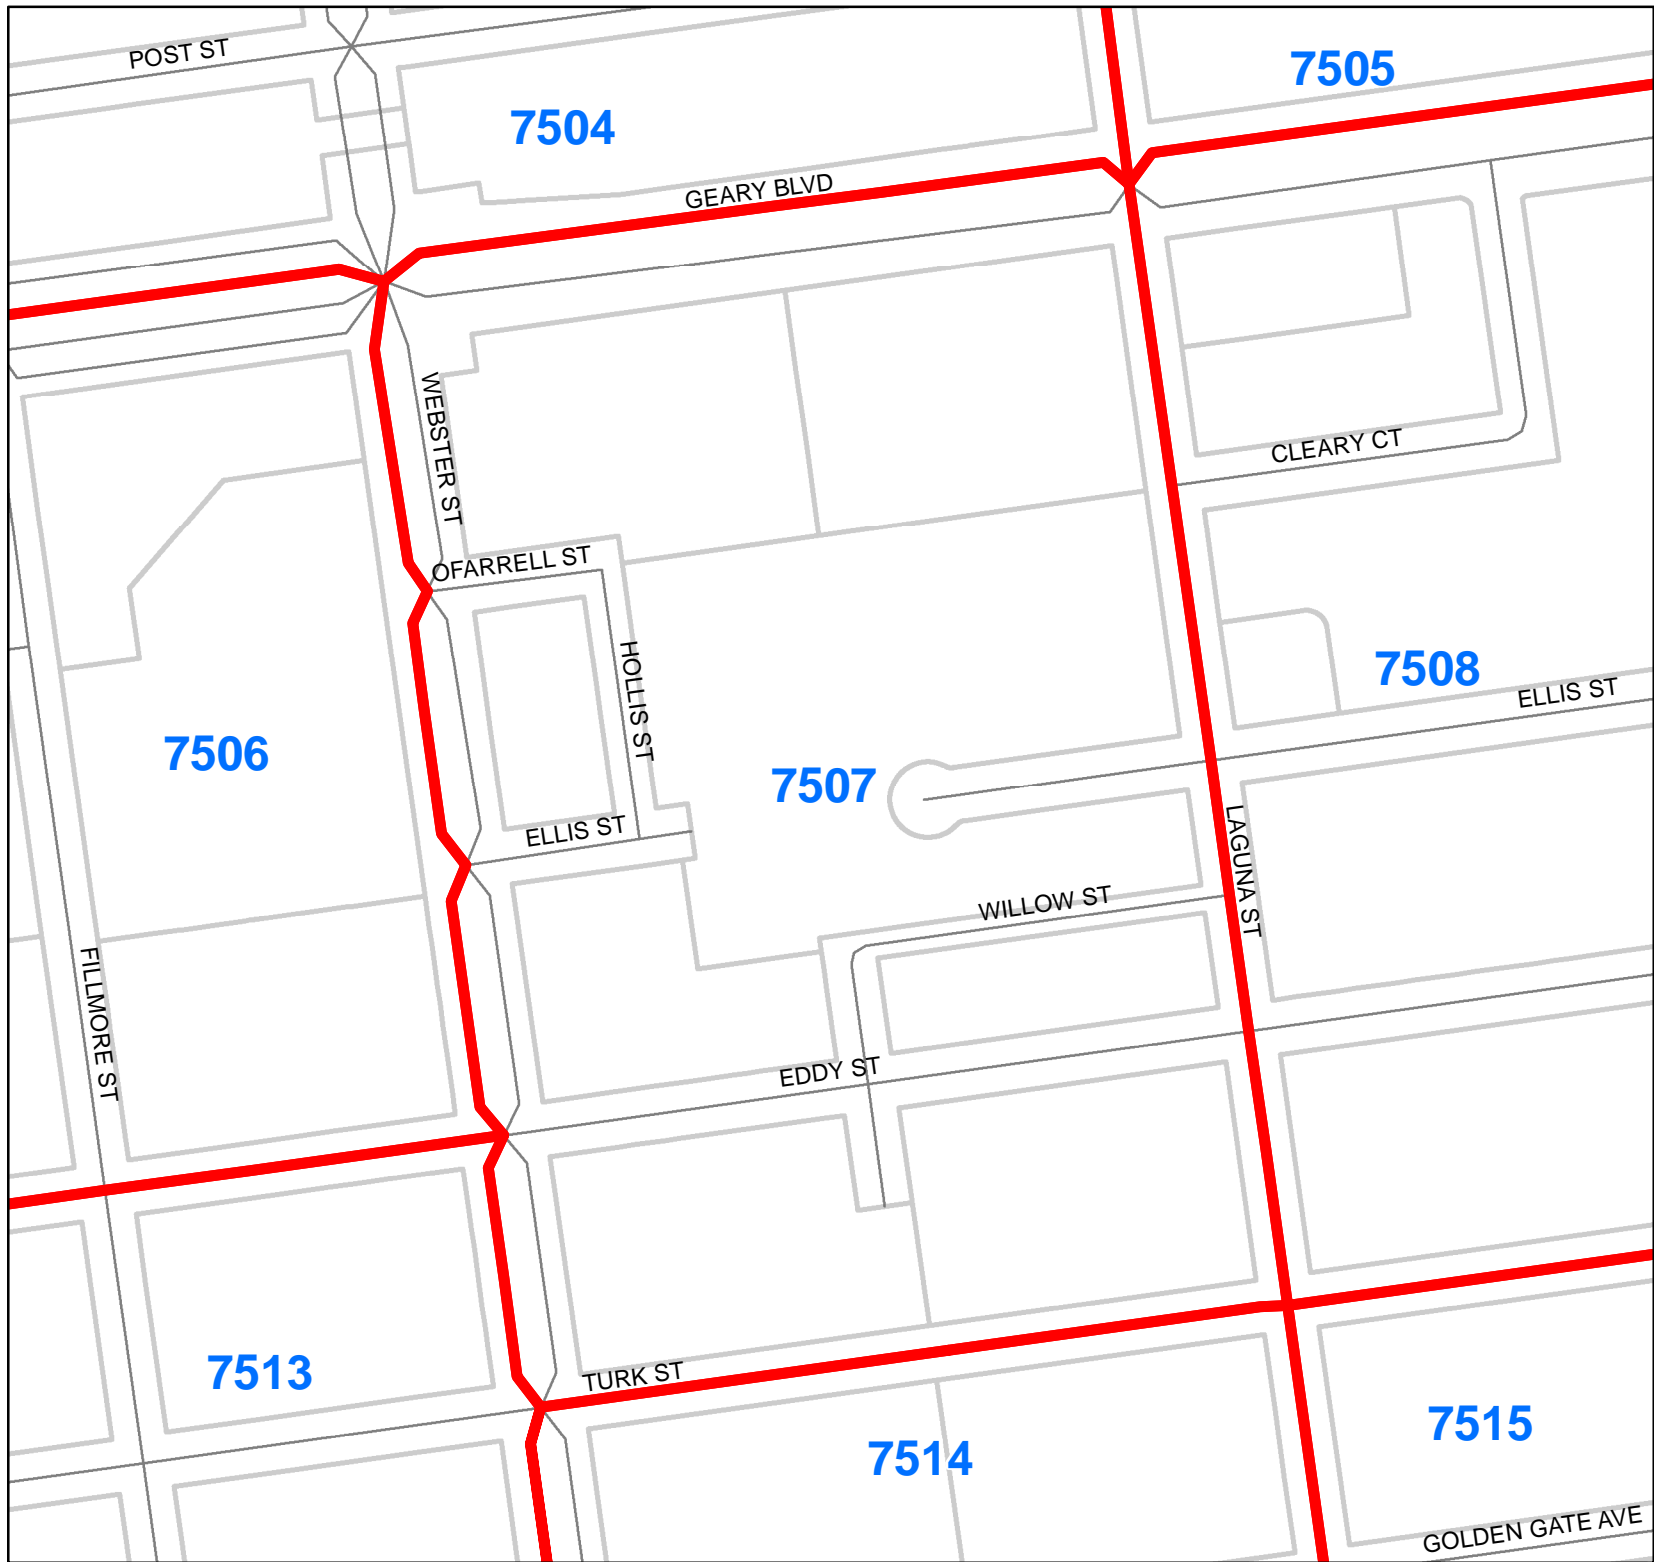 POST ST
7505
7504
GEARY BLVD
WEBSTER ST
CLEARY CT
OFARRELL ST
HOLLIS ST
7508
ELLIS ST
7506
7507
ELLIS ST
LAGUNA ST
WILLOW ST
FILLMORE ST
EDDY ST
7513
TURK ST
7515
7514
GOLDEN GATE AVE